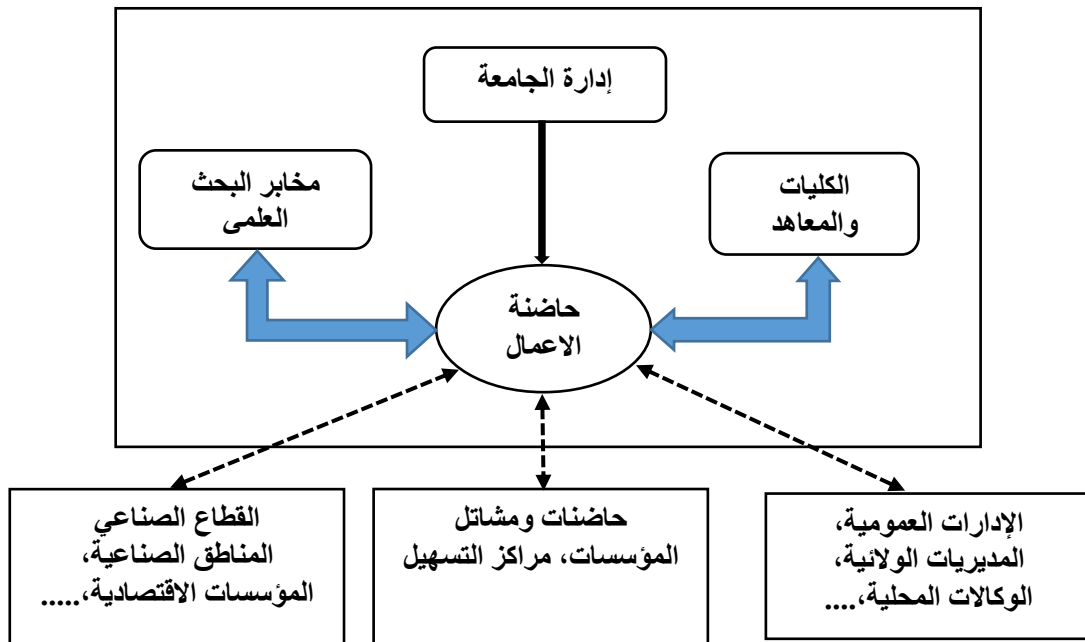 إدارة الجامعة
الكليات
والمعاهد
مخابر البحث
العلمى
حاضنة
الاعمال
الإدارات العمومية،
المديريات الولائية،
الوكالات المحلية،....
حاضنات ومشاتل
المؤسسات، مراكز التسهيل
القطاع الصناعي
المناطق الصناعية،
المؤسسات الاقتصادية،.....